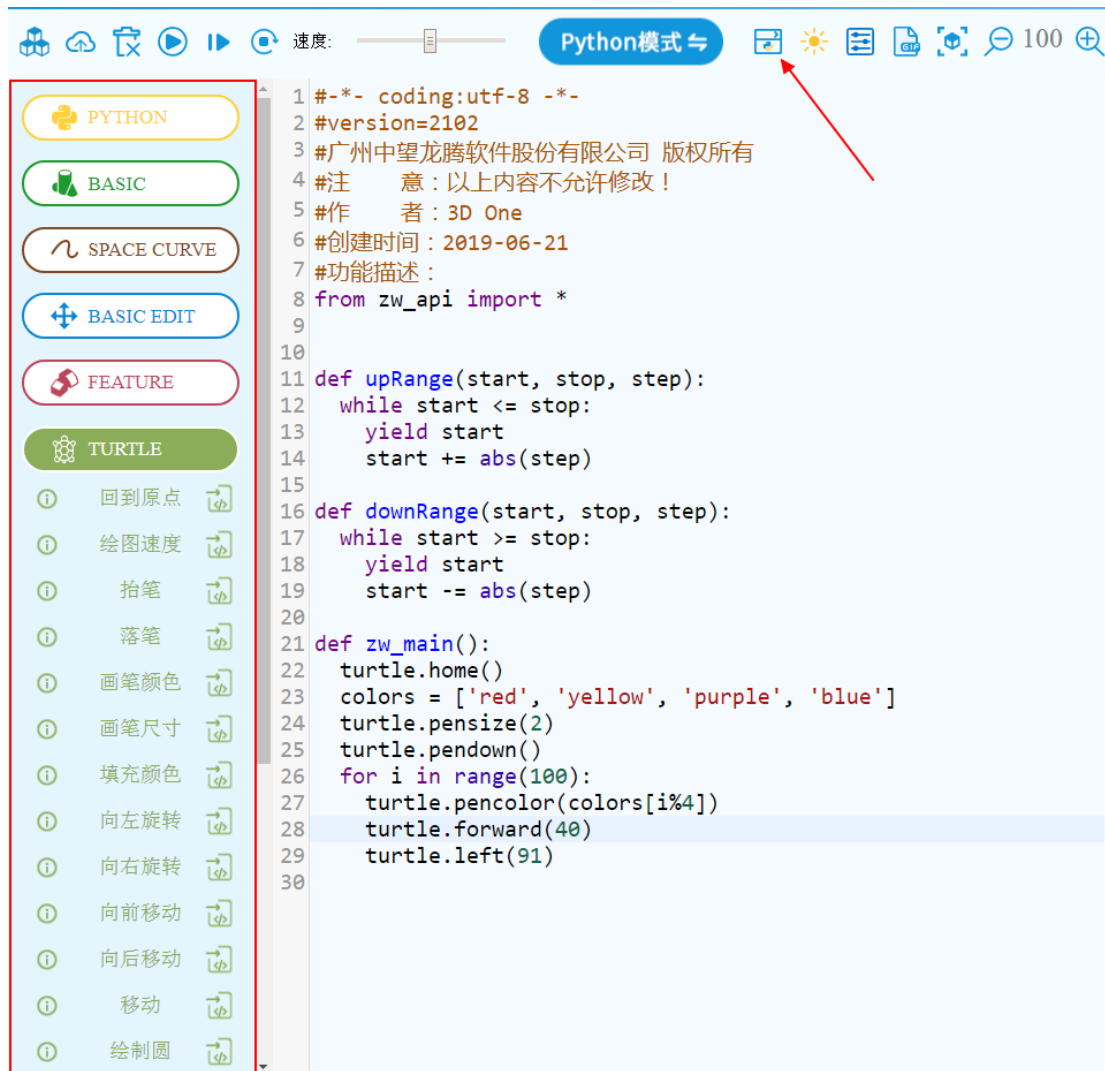 速度:
Python模式
100
PYTHON
BASIC
SPACE CURVE
BASIC EDIT
FEATURE
TURTLE
回到原点
绘图速度
抬笔
落笔
画笔颜色
画笔尺寸
填充颜色
向左旋转
向右旋转
向前移动
向后移动
移动
绘制圆
1 #-*- coding:utf-8 -*-
2 #version=2102
3 #广州中望龙腾软件股份有限公司 版权所有
4 #注      意：以上内容不允许修改！
5 #作      者：3D One
6 #创建时间：2019-06-21
7 #功能描述：
8 from zw_api import *
9
10
11 def upRange(start, stop, step):
12   while start <= stop:
13     yield start
14     start += abs(step)
15
16 def downRange(start, stop, step):
17   while start >= stop:
18     yield start
19     start -= abs(step)
20
21 def zw_main():
22   turtle.home()
23   colors = ['red', 'yellow', 'purple', 'blue']
24   turtle.pensize(2)
25   turtle.pendown()
26   for i in range(100):
27     turtle.pencolor(colors[i%4])
28     turtle.forward(40)
29     turtle.left(91)
30